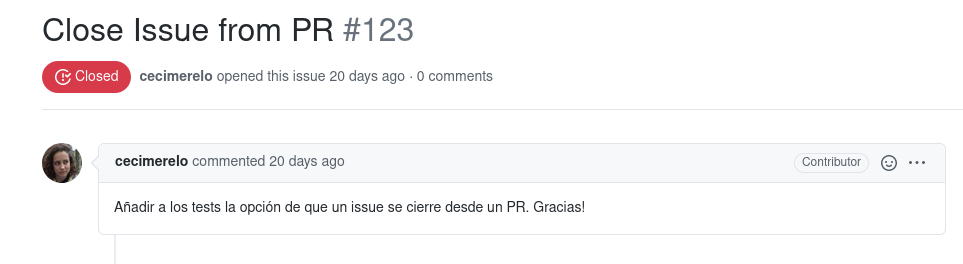 Close Issue from PR #123
Closed cecimerelo opened this issue 20 days ago · 0 comments
cecimerelo commented 20 days ago Contributor
Añadir a los tests la opción de que un issue se cierre desde un PR. Gracias!